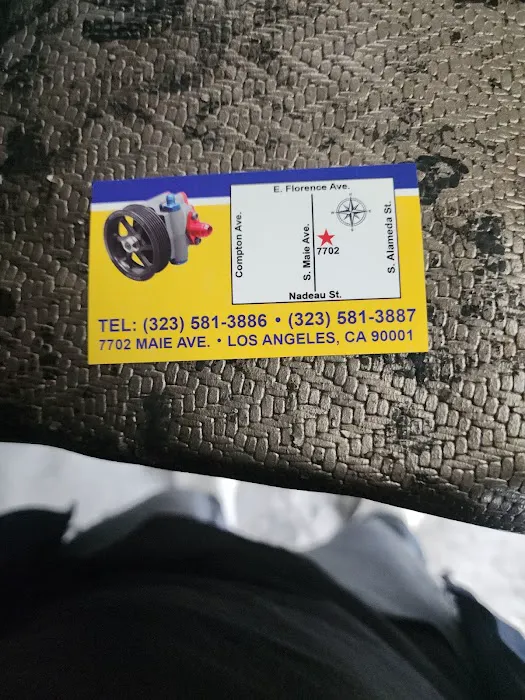 E. Florence Ave.
Compton Ave.
S. Maie Ave.
7702
S. Alameda St.
Nadeau St.
TEL: (323) 581-3886 • (323) 581-3887
7702 MAIE AVE. • LOS ANGELES, CA 90001